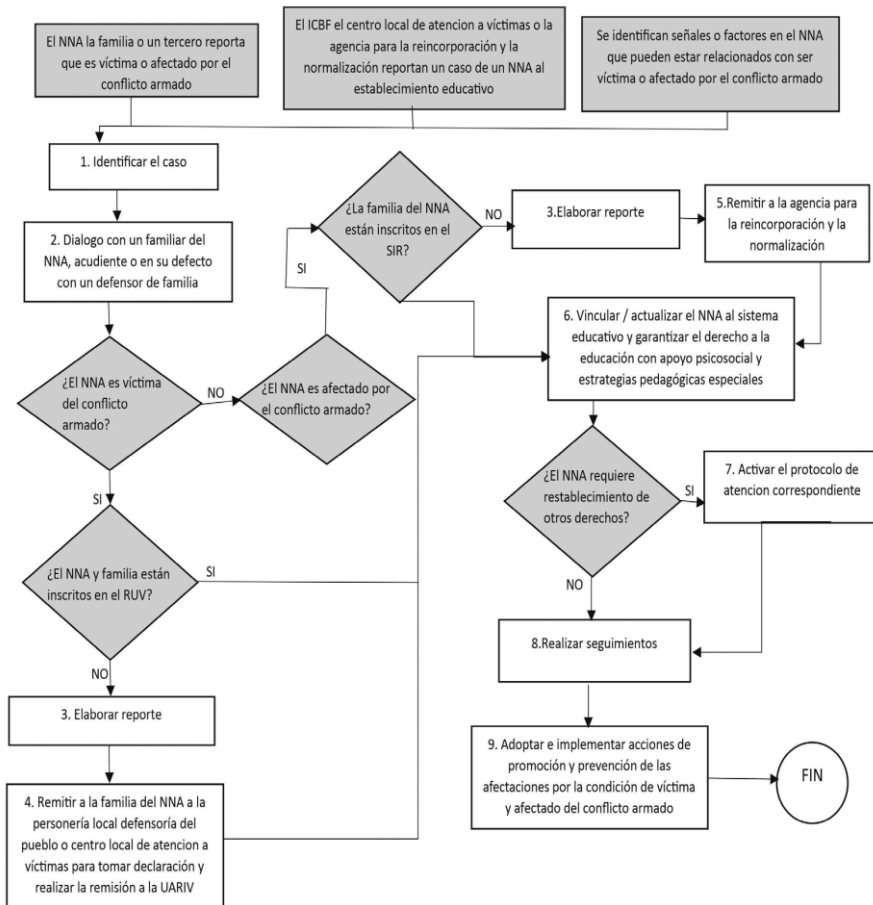 El NNA la familia o un tercero reporta
que es víctima o afectado por el
conflicto armado
El ICBF el centro local de atencion a víctimas o la
agencia para la reincorporación y la
normalización reportan un caso de un NNA al
establecimiento educativo
Se identifican señales o factores en el NNA
que pueden estar relacionados con ser
víctima o afectado por el conflicto armado
1. Identificar el caso
2. Dialogo con un familiar del
NNA, acudiente o en su defecto
con un defensor de familia
¿El NNA es víctima
del conflicto
armado?
NO
¿El NNA es afectado por
el conflicto armado?
SI
¿La familia del NNA
están inscritos en el
SIR?
NO
3.Elaborar reporte
5.Remitir a la agencia para
la reincorporación y la
normalización
SI
¿El NNA y familia están
inscritos en el RUV?
SI
NO
3. Elaborar reporte
4. Remitir a la familia del NNA a la
personería local defensoría del
pueblo o centro local de atencion a
víctimas para tomar declaración y
realizar la remisión a la UARIV
6. Vincular / actualizar el NNA al sistema
educativo y garantizar el derecho a la
educación con apoyo psicosocial y
estrategias pedagógicas especiales
¿El NNA requiere
restablecimiento de
otros derechos?
SI
7. Activar el protocolo de
atencion correspondiente
NO
8.Realizar seguimientos
9. Adoptar e implementar acciones de
promoción y prevención de las
afectaciones por la condición de víctima
y afectado del conflicto armado
FIN